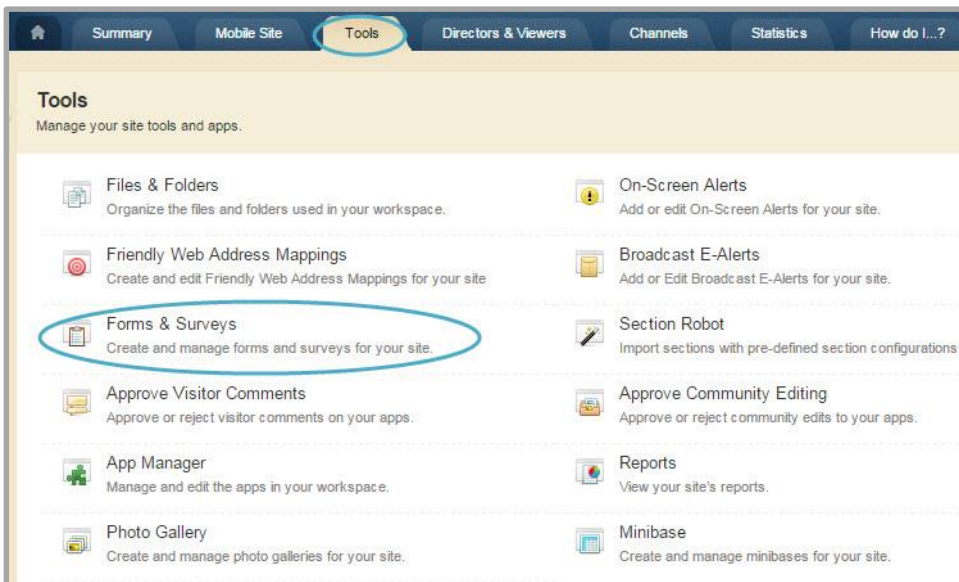 Summary Mobile Site Tools Directors & Viewers Channels Statistics How do I...?
Tools
Manage your site tools and apps.
Files & Folders
Organize the files and folders used in your workspace.
On-Screen Alerts
Add or edit On-Screen Alerts for your site.
Friendly Web Address Mappings
Create and edit Friendly Web Address Mappings for your site
Broadcast E-Alerts
Add or Edit Broadcast E-Alerts for your site.
Forms & Surveys
Create and manage forms and surveys for your site.
Section Robot
Import sections with pre-defined section configurations
Approve Visitor Comments
Approve or reject visitor comments on your apps.
Approve Community Editing
Approve or reject community edits to your apps.
App Manager
Manage and edit the apps in your workspace.
Reports
View your site's reports.
Photo Gallery
Create and manage photo galleries for your site.
Minibase
Create and manage minibases for your site.